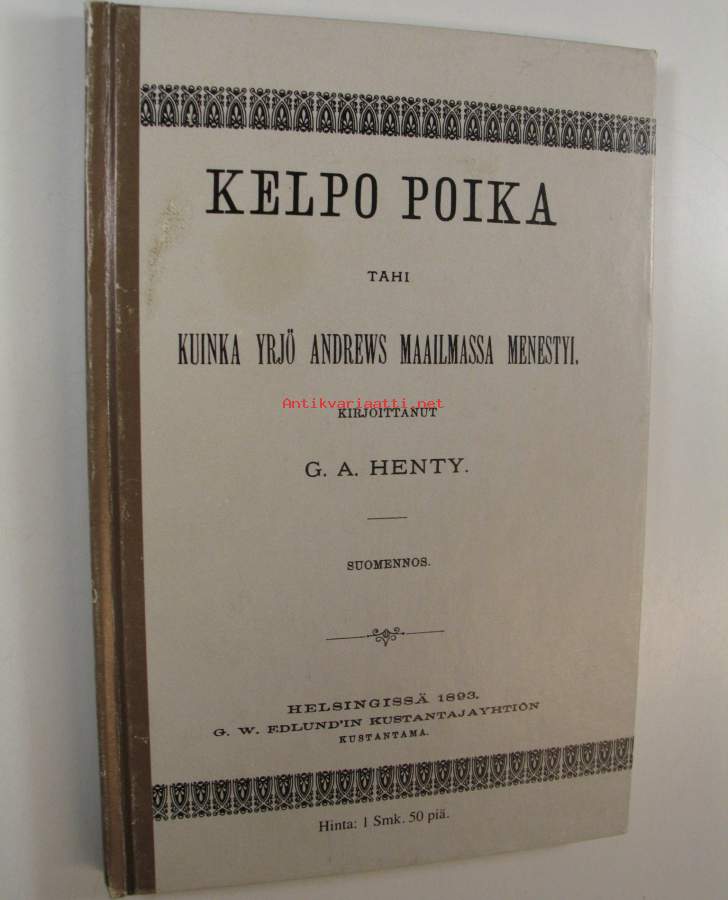 KELPO POIKA
TAHI
KUINKA YRJÖ ANDREWS MAAILMASSA MENESTYI.
Antikvariaatti.net
KIRJOITTANUT
G. A. HENTY.
SUOMENNOS.
HELSINGISSÄ 1893.
G. W. EDLUND'IN KUSTANTAJAYHTIÖN
KUSTANTAMA.
Hinta: 1 Smk. 50 piä.